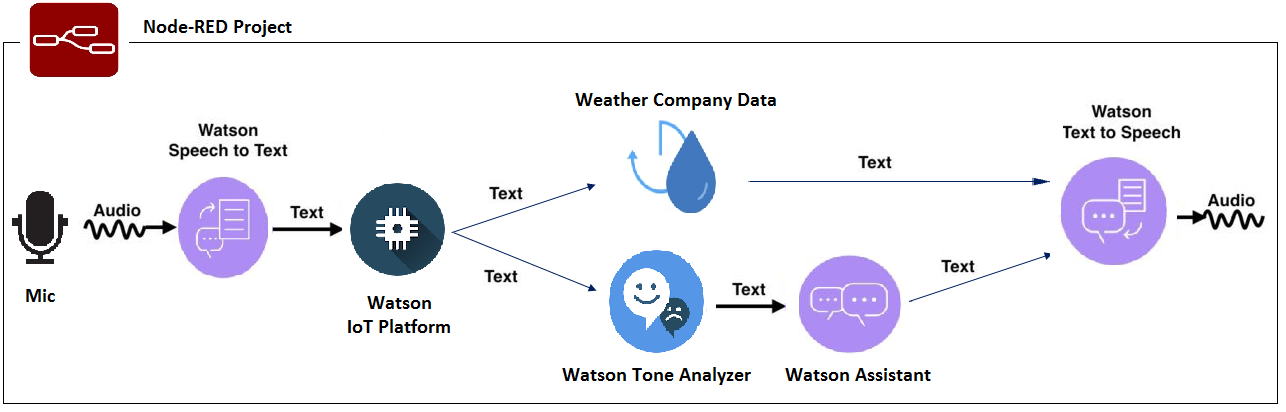 Node-RED Project
Mic
Audio
Watson
Speech to Text
Text
Watson
IoT Platform
Text
Text
Weather Company Data
Text
Watson Tone Analyzer
Text
Watson Assistant
Text
Watson
Text to Speech
Audio